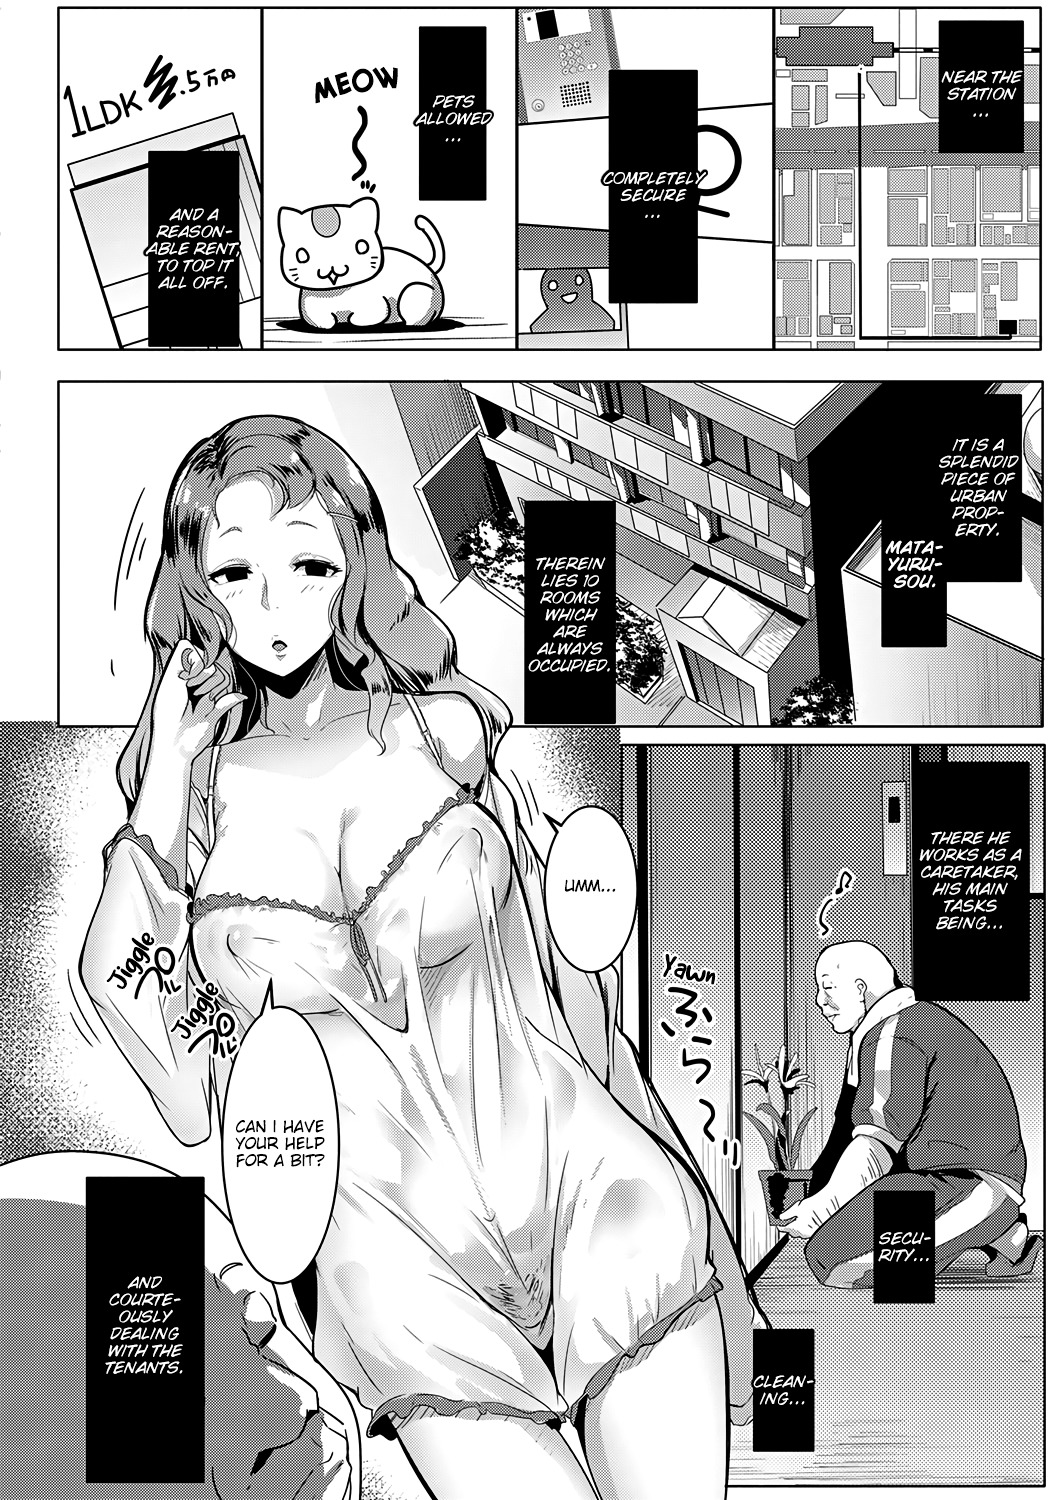 NEAR THE
STATION
...
COMPLETELY
SECURE
...
PETS
ALLOWED
...
MEOW
1LDK
.5万円
AND A
REASON-
ABLE RENT,
TO TOP IT
ALL OFF.
IT IS A
SPLENDID
PIECE OF
URBAN
PROP-
ERTY.
MATA-
YURU-
SOU.
THEREIN
LIES 10
ROOMS
WHICH
ARE
ALWAYS
OCCUPIED.
THERE HE
WORKS AS A
CARETAKER,
HIS MAIN
TASKS
BEING...
SECU-
RITY...
CLEAN-
ING...
UMM...
Yawn
ふら〜
Jiggle
Jiggle
CAN I HAVE
YOUR HELP
FOR A BIT?
AND
COURTE-
OUSLY
DEALING
WITH THE
TENANTS.